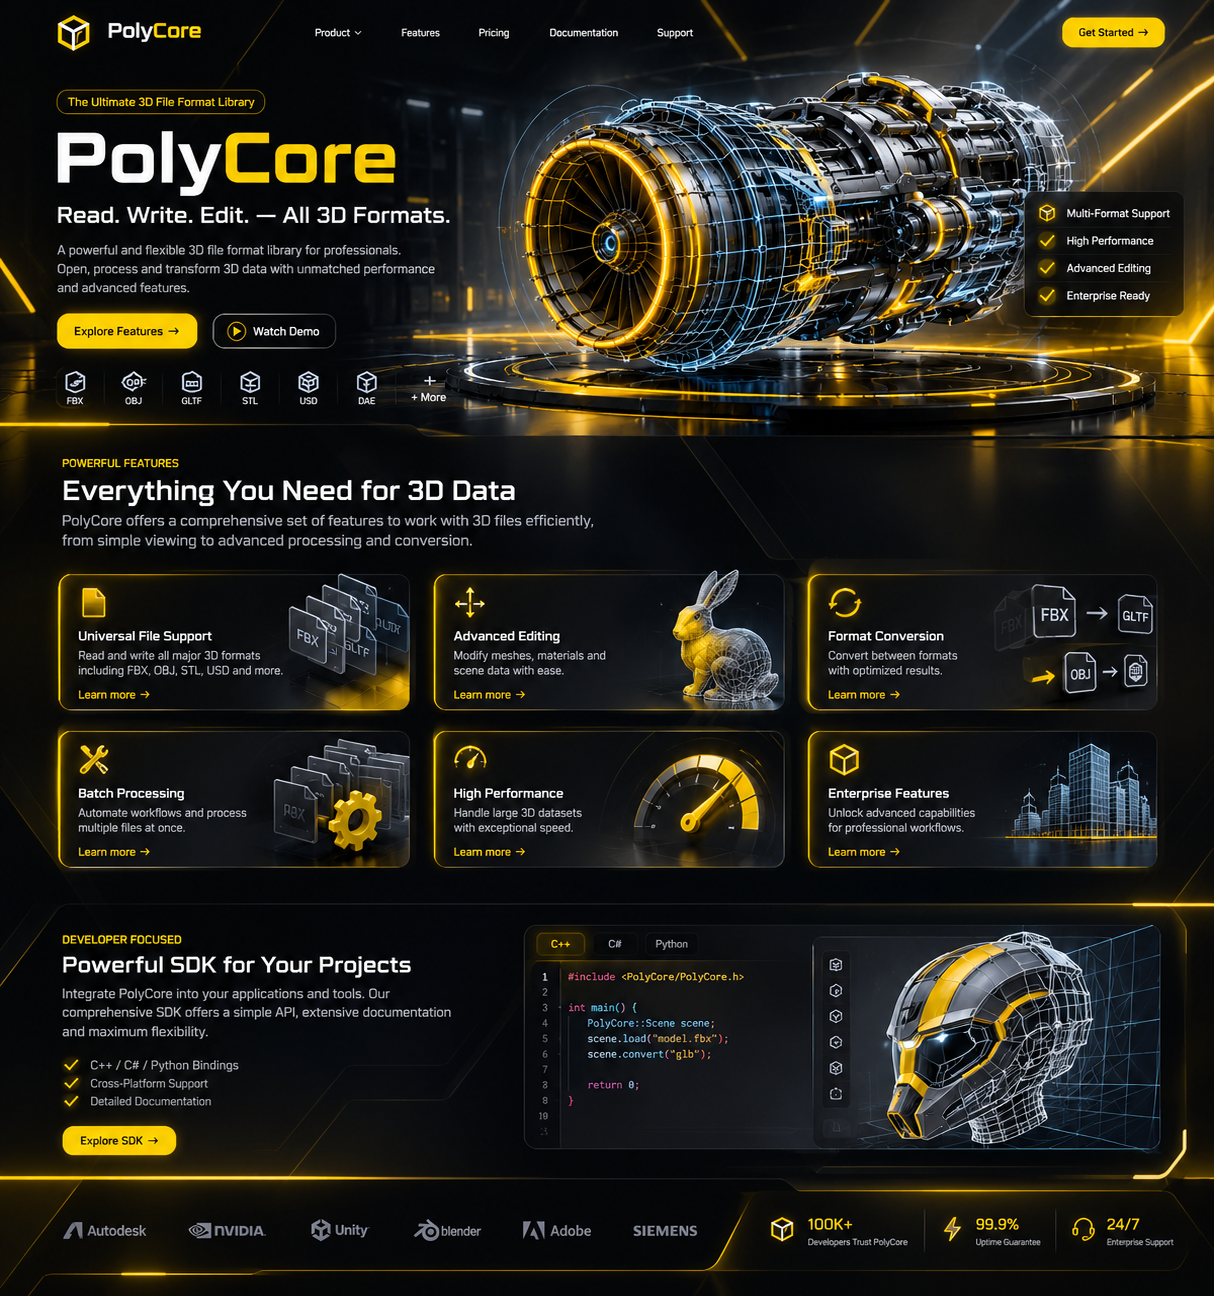 PolyCore
Product
Features
Pricing
Documentation
Support
Get Started →
The Ultimate 3D File Format Library
PolyCore
Read. Write. Edit. — All 3D Formats.
A powerful and flexible 3D file format library for professionals.
Open, process and transform 3D data with unmatched performance
and advanced features.
Explore Features →
Watch Demo
Multi-Format Support
High Performance
Advanced Editing
Enterprise Ready
FBX
OBJ
GLTF
STL
USD
DAE
+
+ More
POWERFUL FEATURES
Everything You Need for 3D Data
PolyCore offers a comprehensive set of features to work with 3D files efficiently,
from simple viewing to advanced processing and conversion.
Universal File Support
Read and write all major 3D formats
including FBX, OBJ, STL, USD and more.
Learn more →
FBX
GLTF
Advanced Editing
Modify meshes, materials and
scene data with ease.
Learn more →
Format Conversion
Convert between formats
with optimized results.
Learn more →
FBX
FBX → GLTF
→ OBJ →
Batch Processing
Automate workflows and process
multiple files at once.
Learn more →
High Performance
Handle large 3D datasets
with exceptional speed.
Learn more →
Enterprise Features
Unlock advanced capabilities
for professional workflows.
Learn more →
DEVELOPER FOCUSED
Powerful SDK for Your Projects
Integrate PolyCore into your applications and tools. Our
comprehensive SDK offers a simple API, extensive documentation
and maximum flexibility.
C++ / C# / Python Bindings
Cross-Platform Support
Detailed Documentation
Explore SDK →
C++
C#
Python
1 #include <PolyCore/PolyCore.h>
2
3 int main() {
4 PolyCore::Scene scene;
5 scene.load("model.fbx");
6 scene.convert("glb");
7
8 return 0;
8 }
10
Autodesk
NVIDIA.
Unity
blender
Adobe
SIEMENS
100K+
Developers Trust PolyCore
99.9%
Uptime Guarantee
24/7
Enterprise Support